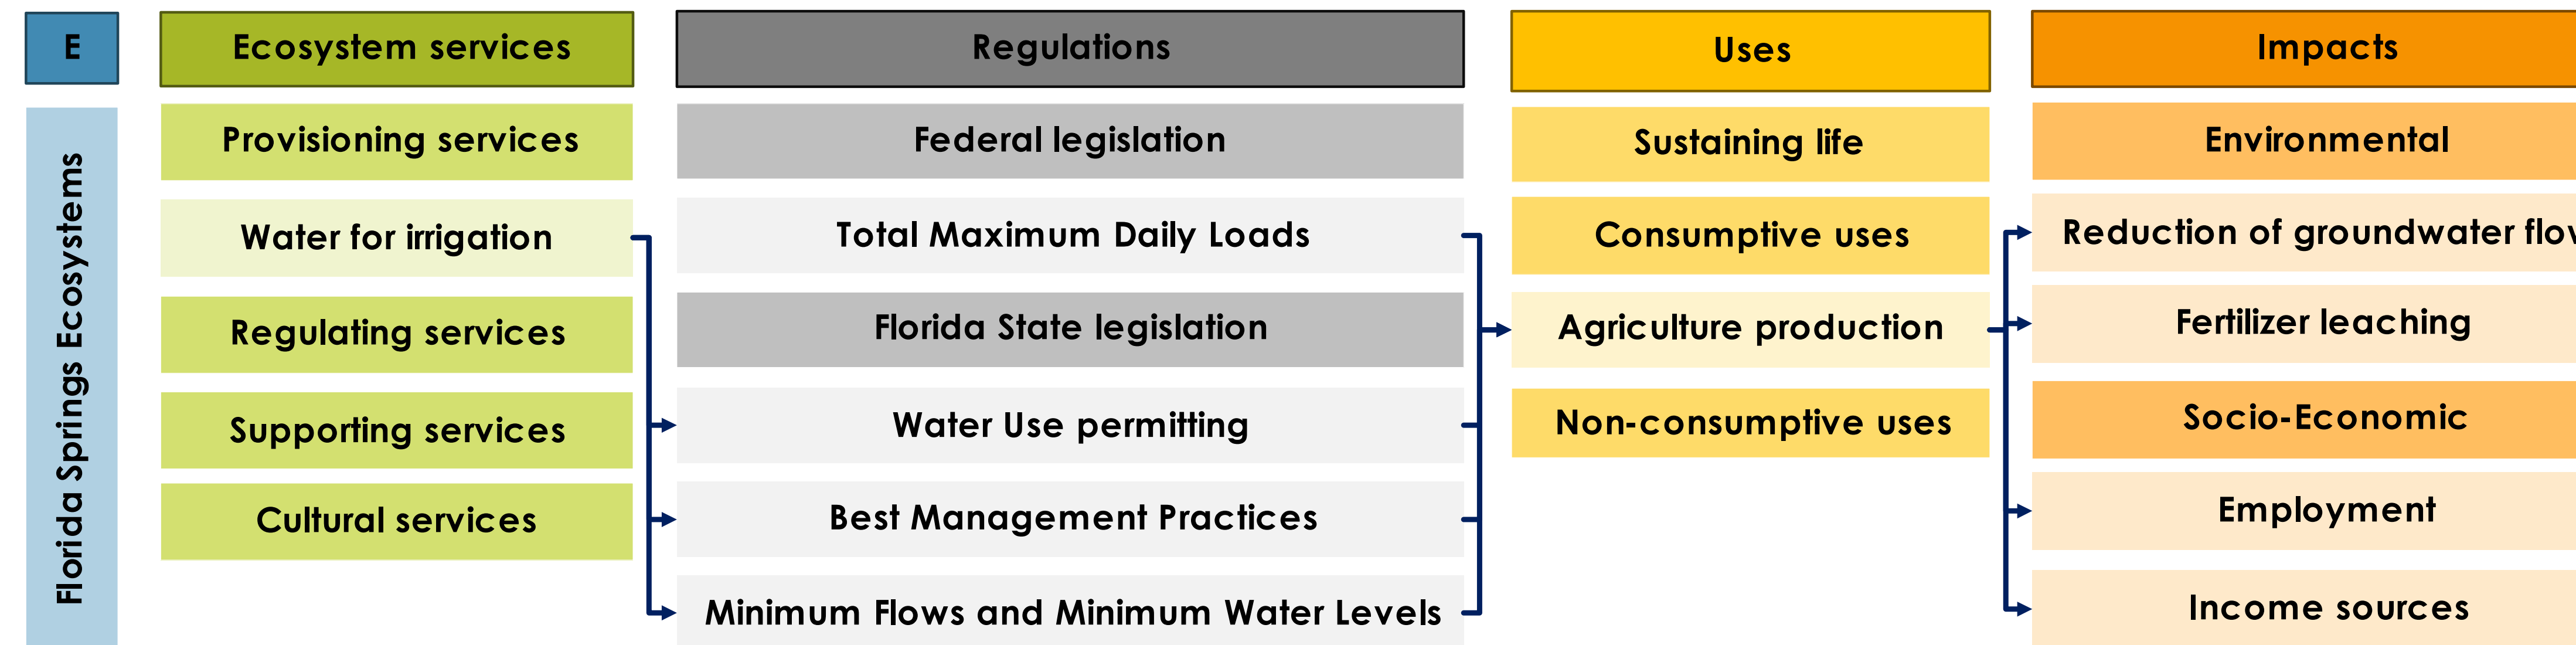 E
Florida Springs Ecosystems
Ecosystem services
Provisioning services
Water for irrigation
Regulating services
Supporting services
Cultural services
Regulations
Federal legislation
Total Maximum Daily Loads
Florida State legislation
Water Use permitting
Best Management Practices
Minimum Flows and Minimum Water Levels
Uses
Sustaining life
Consumptive uses
Agriculture production
Non-consumptive uses
Impacts
Environmental
Reduction of groundwater
Fertilizer leaching
Socio-Economic
Employment
Income sources